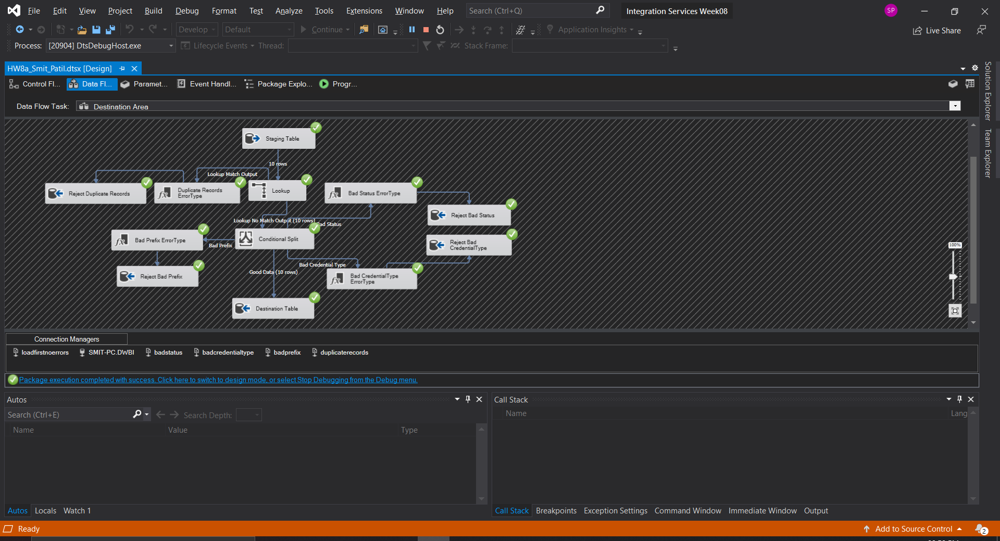 File Edit View Project Build Debug Format Test Analyze Tools Extensions Window Help Search (Ctrl+Q) Integration Services Week08 SP
Develop Default Continue Application Insights Live Share
Process: [20904] DtsDebugHost.exe Lifecycle Events Thread: Stack Frame:
HW8a_Smit_Patil.dtsx [Design]
Control Fl... Data Fl... Paramet... Event Handl... Package Explo... Progr...
Data Flow Task: Destination Area
Staging Table
10 rows
Lookup Match Output
Reject Duplicate Records
Duplicate Records
ErrorType
Lookup
Bad Status ErrorType
Reject Bad Status
Lookup No Match Output (10 rows)
Bad Status
Bad Prefix ErrorType
Bad Prefix
Conditional Split
Reject Bad
CredentialType
100%
Bad Credential Type
Good Data (10 rows)
Reject Bad Prefix
Bad CredentialType
ErrorType
Destination Table
Connection Managers
loadfirstnoerrors SMIT-PC.DWBI badstatus badcredentialtype badprefix duplicaterecords
Package execution completed with success. Click here to switch to design mode, or select Stop Debugging from the Debug menu.
Autos
Search (Ctrl+E) Search Depth:
Name Value Type
Autos Locals Watch 1
Call Stack
Name Lang
Call Stack Breakpoints Exception Settings Command Window Immediate Window Output
Solution Explorer
Team Explorer
Ready Add to Source Control 2